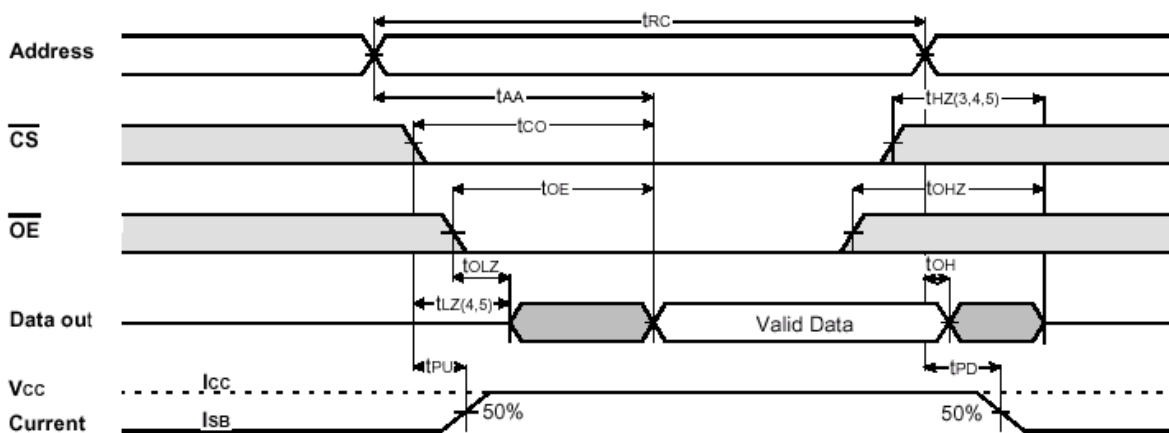 tRC
Address
tAA
tHZ(3,4,5)
CS
tCO
tOE
tOHZ
OE
tOLZ
tOH
tLZ(4,5)
Data out
Valid Data
tPU
tPD
VCC
ICC
50%
50%
Current
ISB